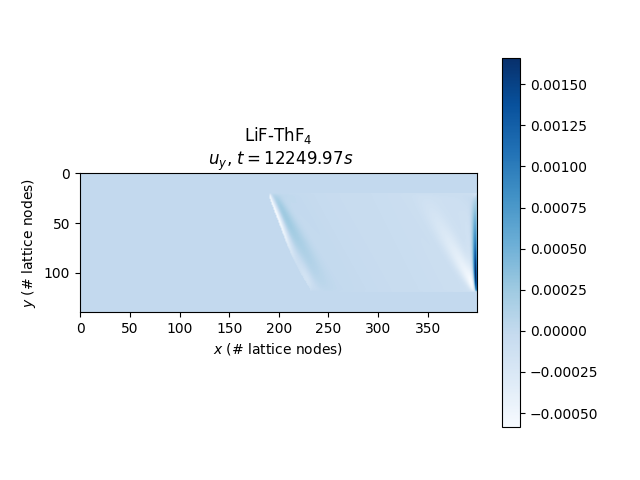 LiF-ThF₄
u_y, t = 12249.97s
y (# lattice nodes)
0
50
100
0 50 100 150 200 250 300 350
x (# lattice nodes)
0.00150
0.00125
0.00100
0.00075
0.00050
0.00025
0.00000
−0.00025
−0.00050